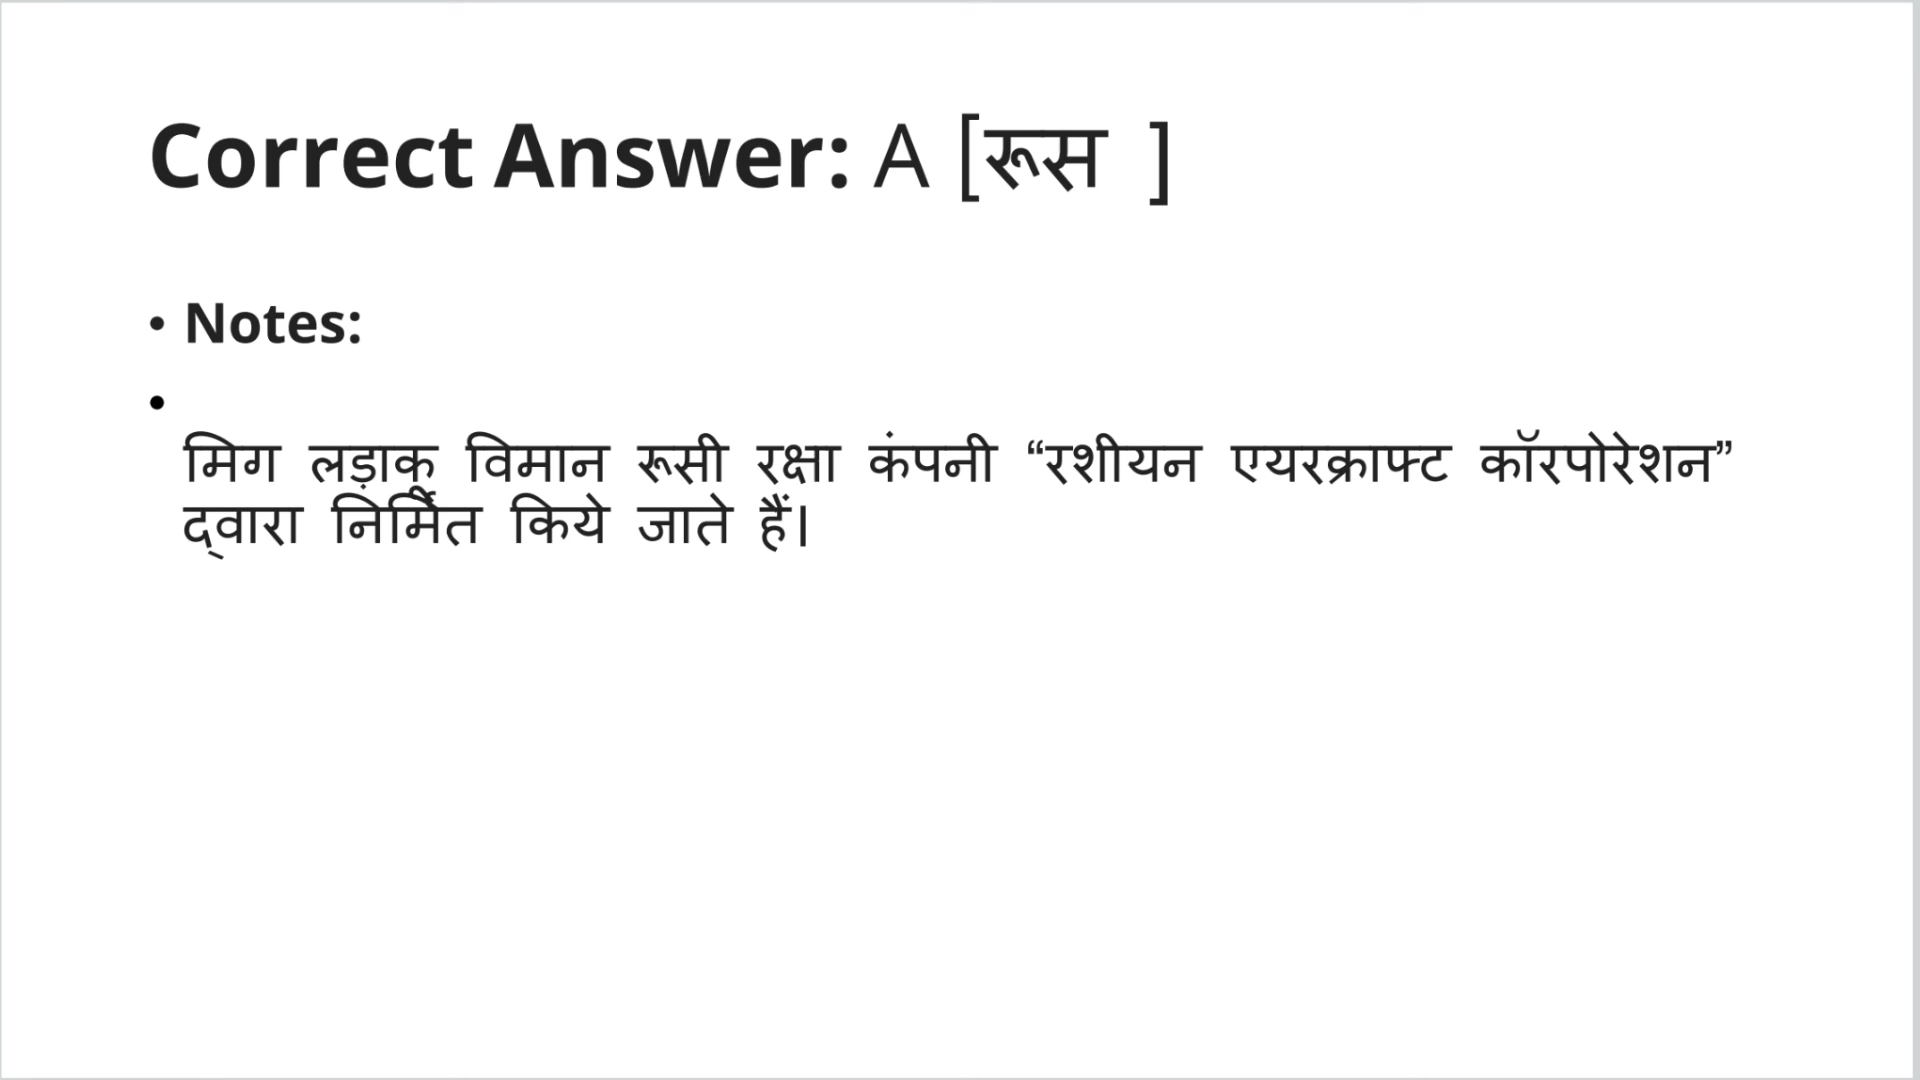 Correct Answer: A [रूस ]
• Notes:
•
मिग लड़ाकू विमान रूसी रक्षा कंपनी “रशीयन एयरक्राफ्ट कॉरपोरेशन”
द्वारा निर्मित किये जाते हैं।